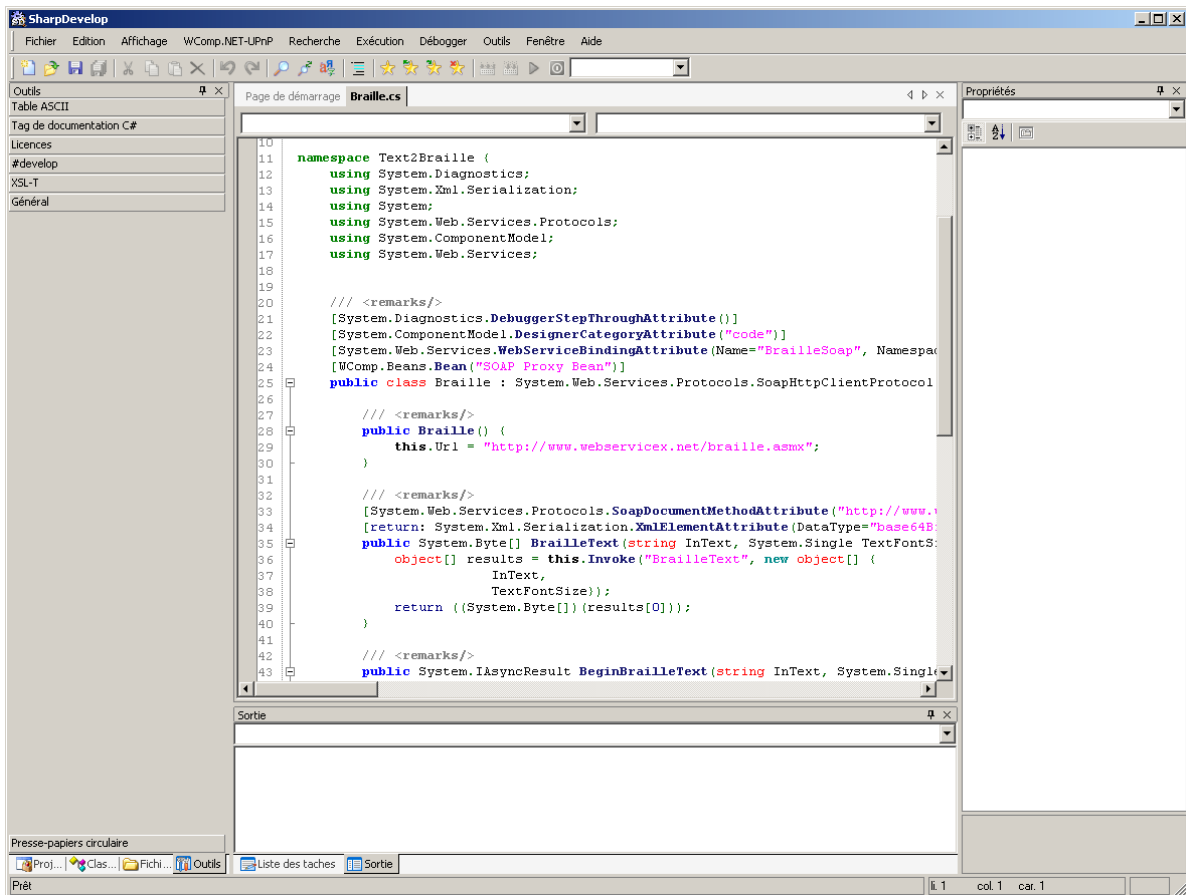 SharpDevelop
Fichier Edition Affichage WComp.NET-UPnP Recherche Exécution Débogger Outils Fenêtre Aide
Outils
Table ASCII
Tag de documentation C#
Licences
#develop
XSL-T
Général
Presse-papiers circulaire
Proj... Clas... Fichi... Outils
Page de démarrage Braille.cs
10
11 namespace Text2Braille {
12 using System.Diagnostics;
13 using System.Xml.Serialization;
14 using System;
15 using System.Web.Services.Protocols;
16 using System.ComponentModel;
17 using System.Web.Services;
18
19
20 /// <remarks/>
21 [System.Diagnostics.DebuggerStepThroughAttribute()]
22 [System.ComponentModel.DesignerCategoryAttribute("code")]
23 [System.Web.Services.WebServiceBindingAttribute(Name="BrailleSoap", Namespa
24 [WComp.Beans.Bean("SOAP Proxy Bean")]
25 public class Braille : System.Web.Services.Protocols.SoapHttpClientProtocol
26
27 /// <remarks/>
28 public Braille() {
29 this.Url = "http://www.webservicex.net/braille.asmx";
30 }
31
32 /// <remarks/>
33 [System.Web.Services.Protocols.SoapDocumentMethodAttribute("http://www.
34 [return: System.Xml.Serialization.XmlElementAttribute(DataType="base64B
35 public System.Byte[] BrailleText(string InText, System.Single TextFontS
36 object[] results = this.Invoke("BrailleText", new object[] {
37 InText,
38 TextFontSize});
39 return ((System.Byte[])(results[0]));
40 }
41
42 /// <remarks/>
43 public System.IAsyncResult BeginBrailleText(string InText, System.Single
Sortie
Liste des taches Sortie
Propriétés
Prêt
li. 1 col. 1 car. 1